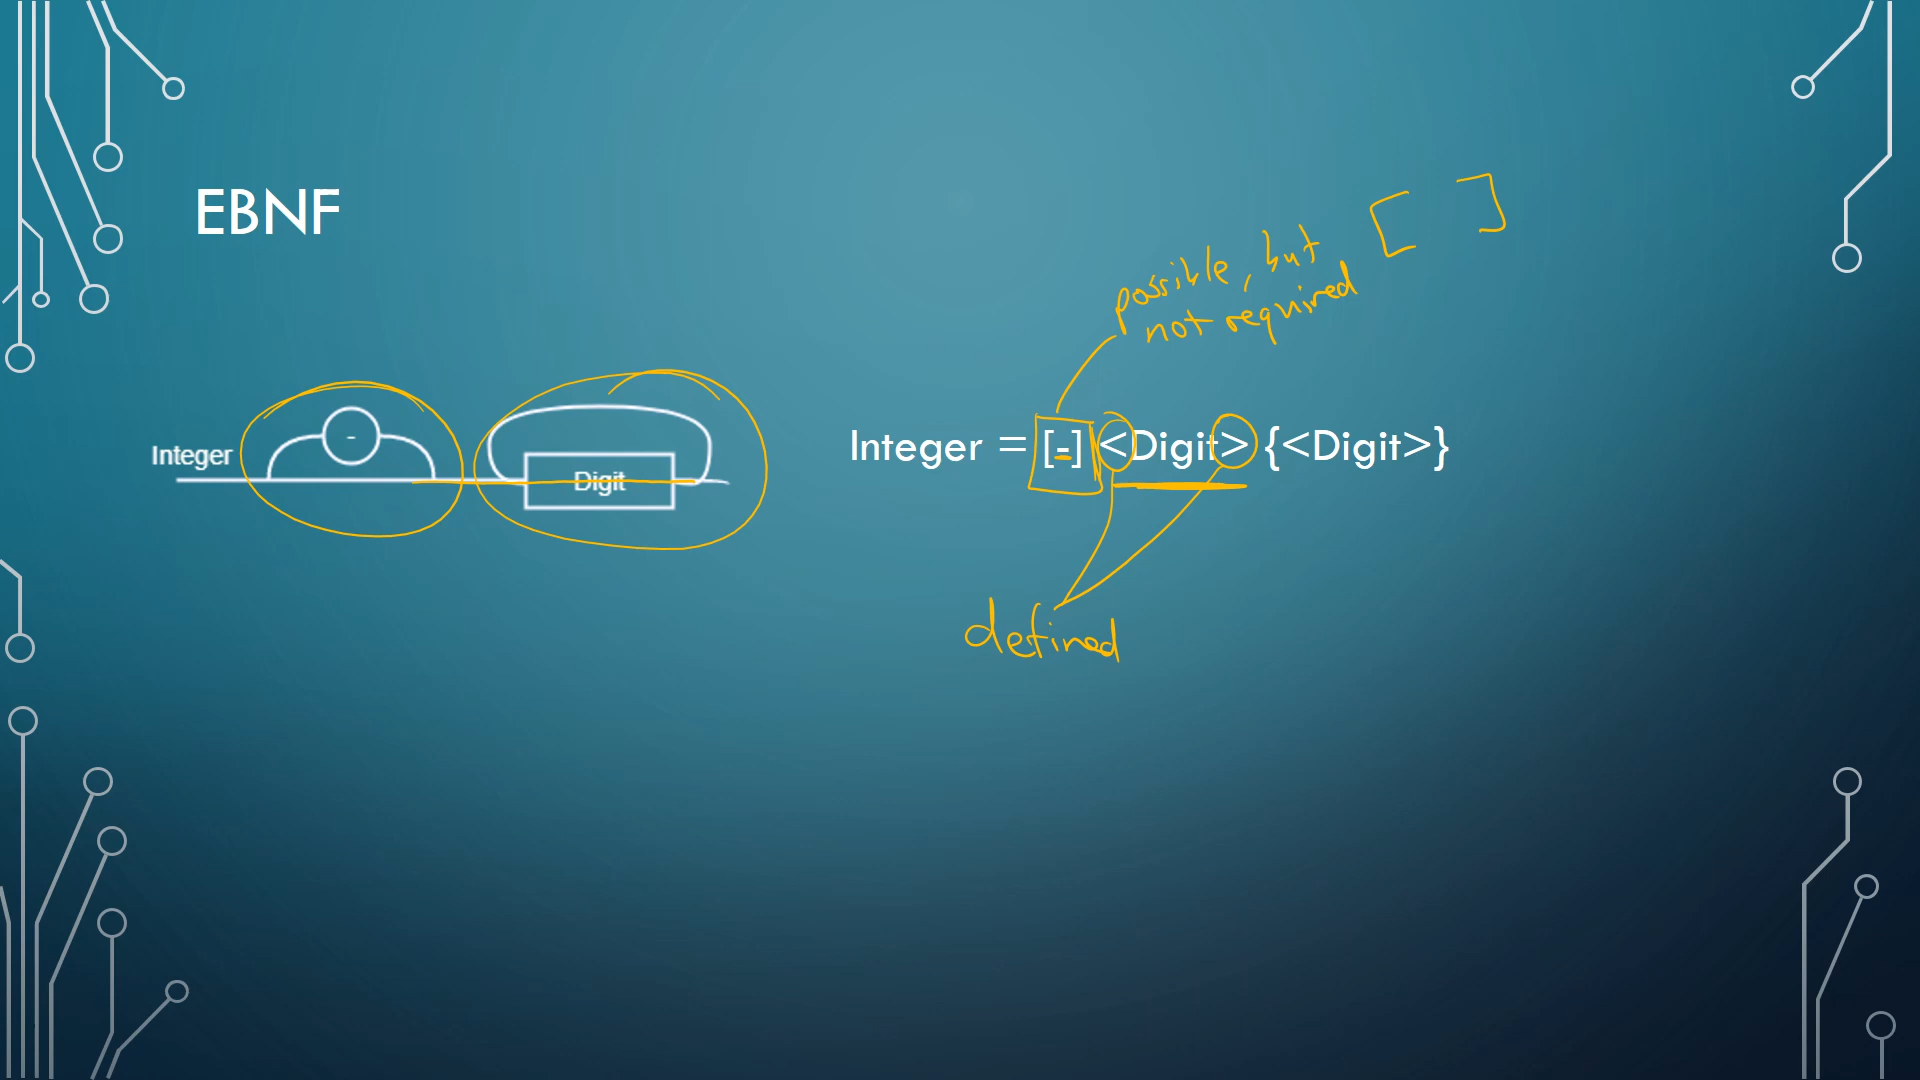 EBNF
[ ]
possible, but
not required
Integer
-
Digit
Integer = [-] <Digit> {<Digit>}
defined